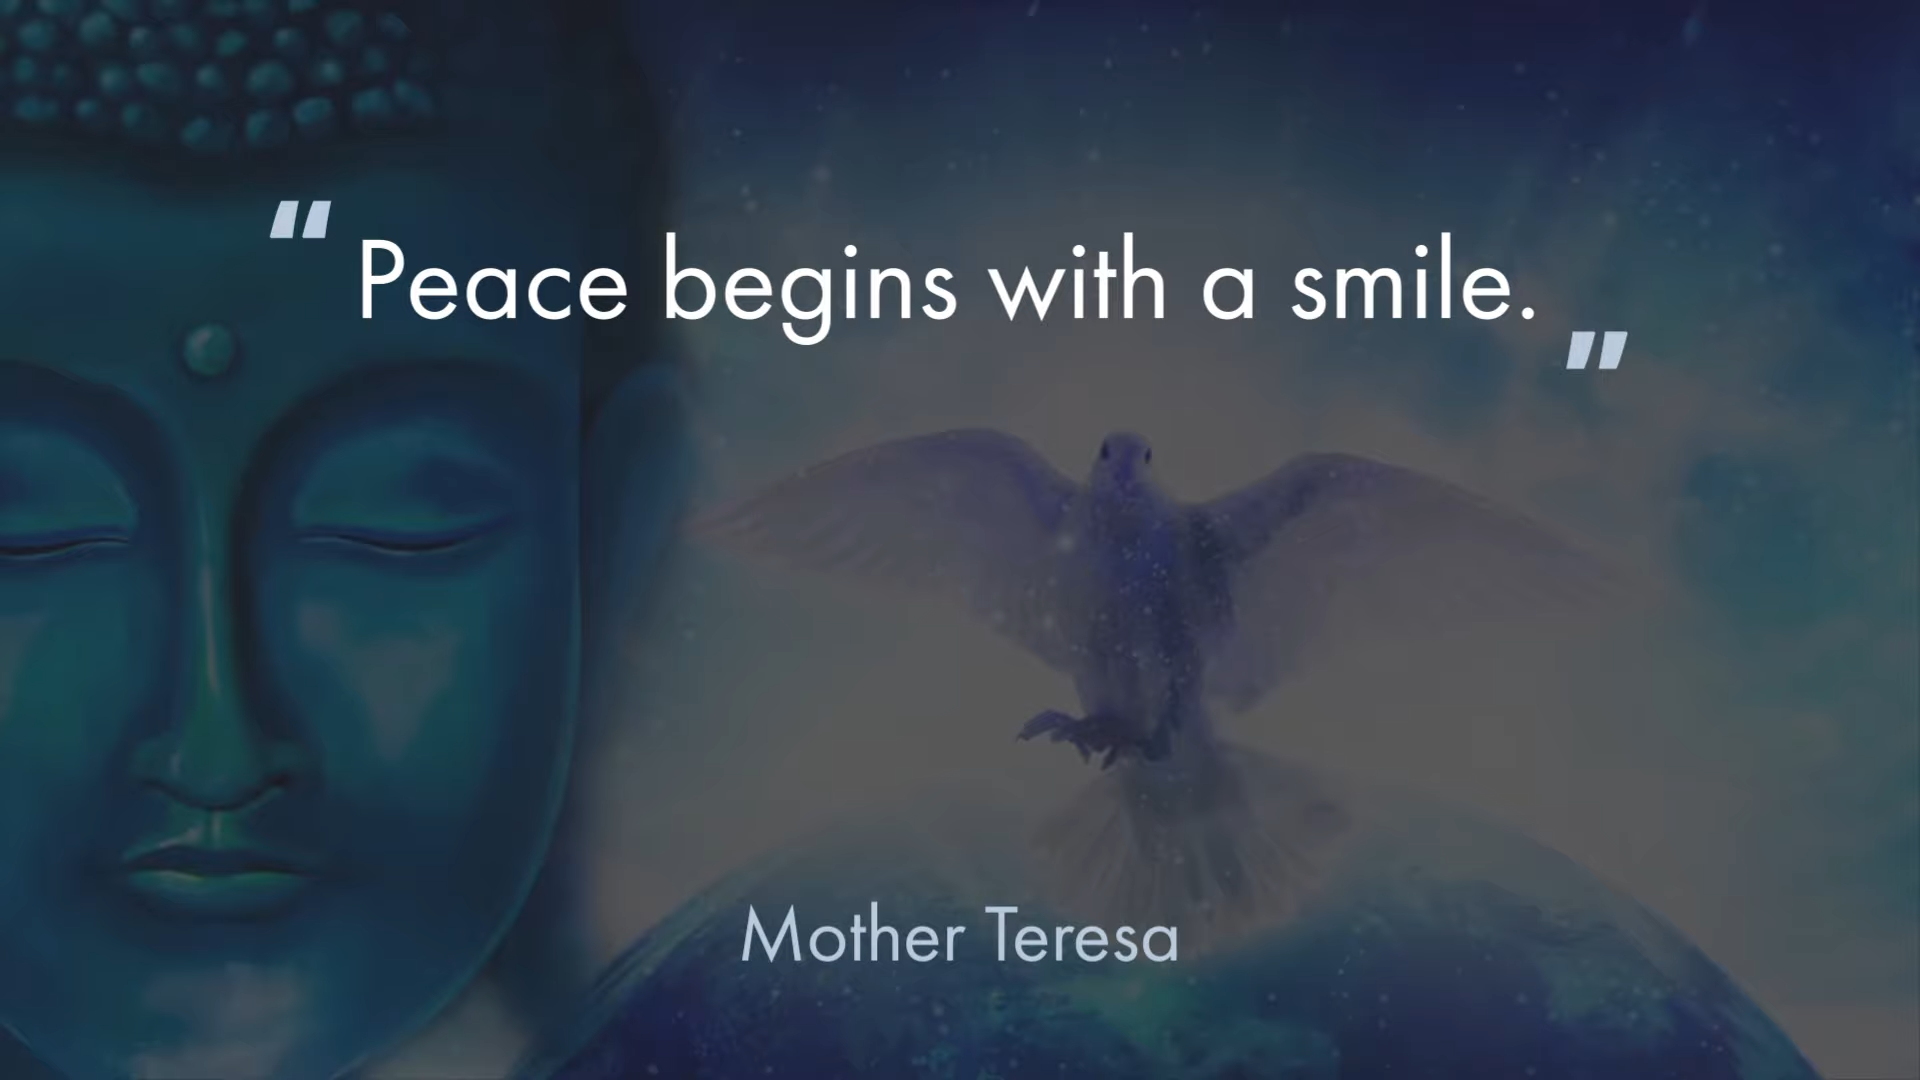 “ Peace begins with a smile. ”
Mother Teresa